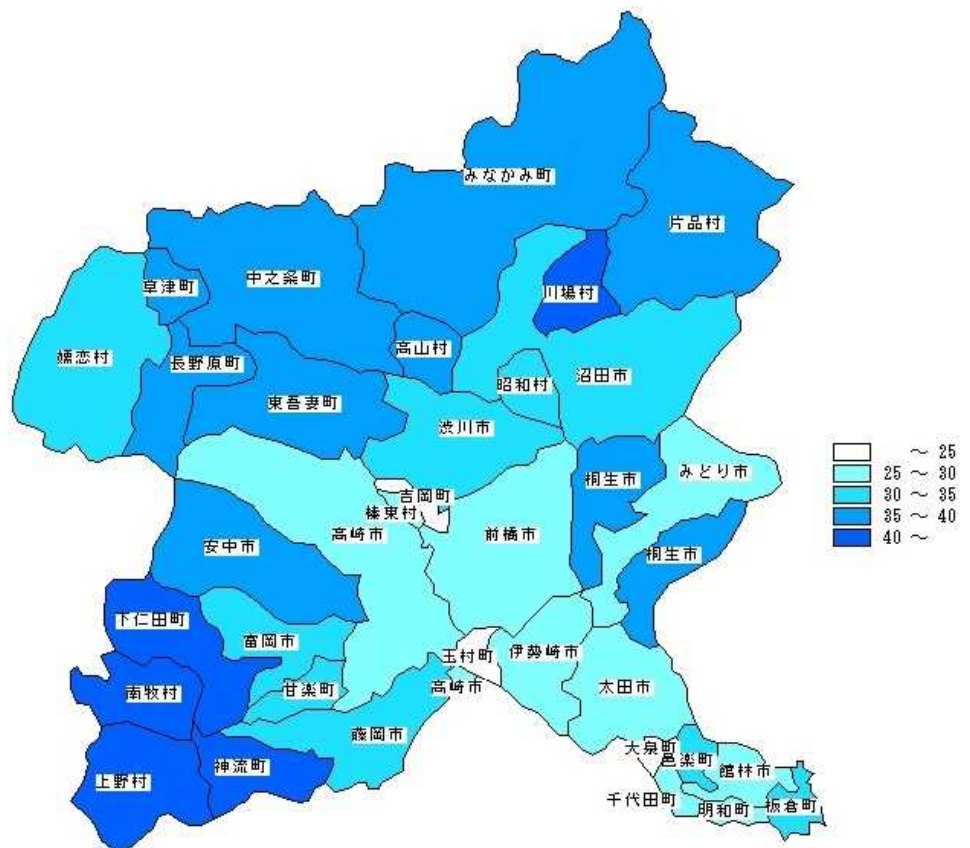 みなかみ町
片品村
中之条町
草津町
川場村
高山村
嬬恋村
長野原町
昭和村
沼田市
東吾妻町
渋川市
～ 25
25 ～ 30
30 ～ 35
35 ～ 40
40 ～
みどり市
桐生市
吉岡町
榛東村
高崎市
前橋市
安中市
桐生市
下仁田町
富岡市
玉村町
伊勢崎市
高崎市
太田市
南牧村
甘楽町
藤岡市
大泉町
邑楽町
館林市
上野村
神流町
千代田町
明和町
板倉町